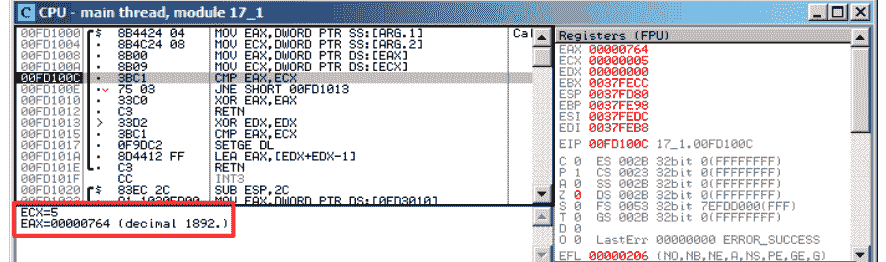 C CPU - main thread, module 17_1
00FD1000 r$ 8B4424 04 MOV EAX,DWORD PTR SS:[ARG.1] Cal
00FD1004 . 8B4C24 08 MOV ECX,DWORD PTR SS:[ARG.2]
00FD1008 . 8B00 MOV EAX,DWORD PTR DS:[EAX]
00FD100A . 8B09 MOV ECX,DWORD PTR DS:[ECX]
00FD100C . 3BC1 CMP EAX,ECX
00FD100E .v 75 03 JNE SHORT 00FD1013
00FD1010 . 33C0 XOR EAX,EAX
00FD1012 . C3 RETN
00FD1013 > 33D2 XOR EDX,EDX
00FD1015 . 3BC1 CMP EAX,ECX
00FD1017 . 0F9DC2 SETGE DL
00FD101A . 8D4412 FF LEA EAX,[EDX+EDX-1]
00FD101E L. C3 RETN
00FD101F CC INT3
00FD1020 r$ 83EC 2C SUB ESP,2C
MOV EAX,DWORD PTR DS:[0FD3010]
ECX=5
EAX=00000764 (decimal 1892.)
Registers (FPU)
EAX 00000764
ECX 00000005
EDX 00000000
EBX 0037FECC
ESP 0037FD80
EBP 0037FE98
ESI 0037FEDC
EDI 0037FEB8
EIP 00FD100C 17_1.00FD100C
C 0 ES 002B 32bit 0(FFFFFFFF)
P 1 CS 0023 32bit 0(FFFFFFFF)
A 0 SS 002B 32bit 0(FFFFFFFF)
Z 0 DS 002B 32bit 0(FFFFFFFF)
S 0 FS 0053 32bit 7EFDD000(FFF)
T 0 GS 002B 32bit 0(FFFFFFFF)
D 0
O 0 LastErr 00000000 ERROR_SUCCESS
EFL 00000206 (NO,NB,NE,A,NS,PE,GE,G)